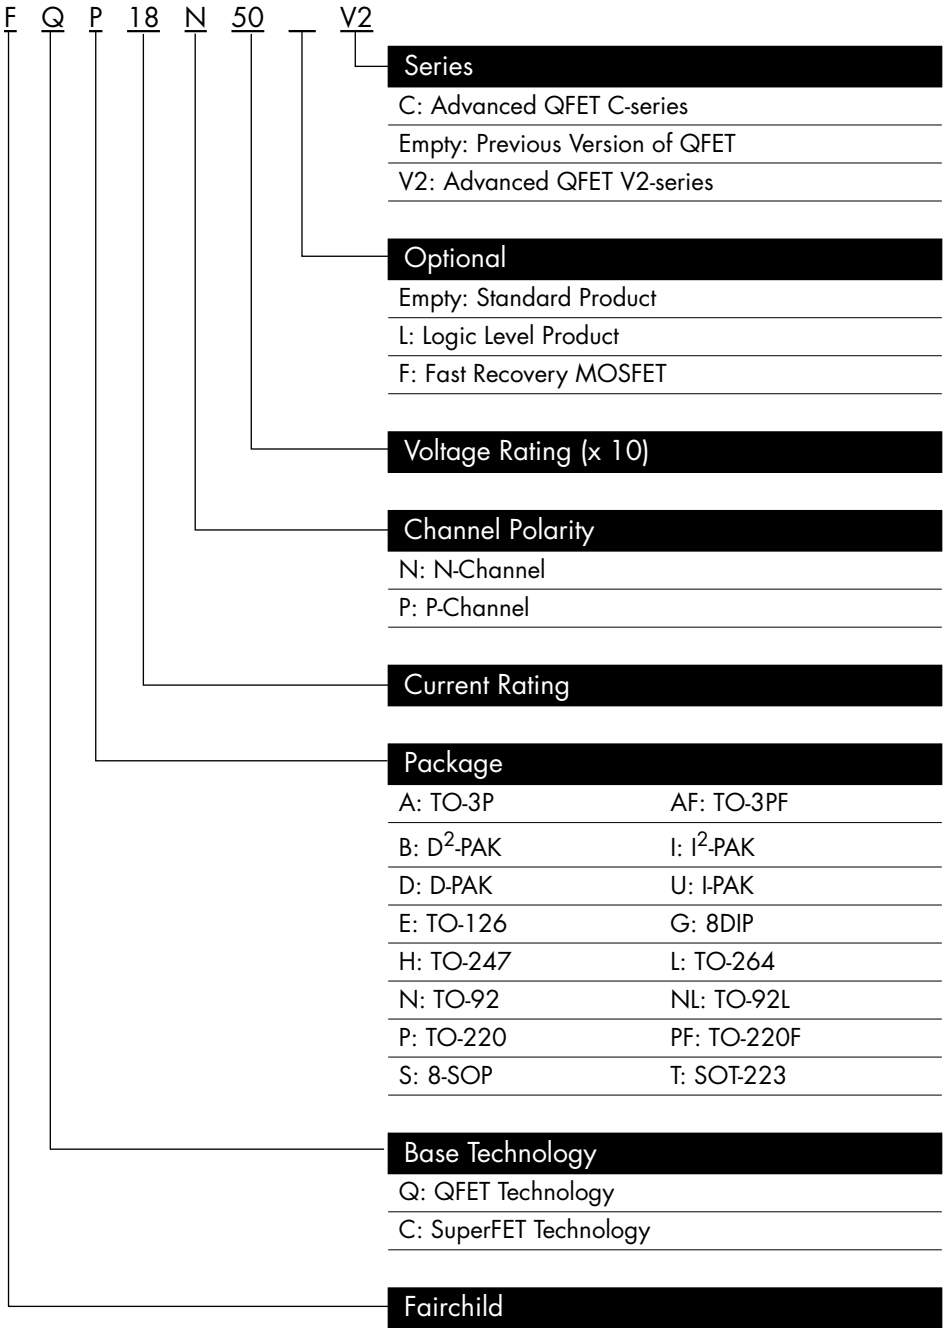 F Q P 18 N 50 _ V2
Series
C: Advanced QFET C-series
Empty: Previous Version of QFET
V2: Advanced QFET V2-series
Optional
Empty: Standard Product
L: Logic Level Product
F: Fast Recovery MOSFET
Voltage Rating (x 10)
Channel Polarity
N: N-Channel
P: P-Channel
Current Rating
Package
A: TO-3P AF: TO-3PF
B: D²-PAK I: I²-PAK
D: D-PAK U: I-PAK
E: TO-126 G: 8DIP
H: TO-247 L: TO-264
N: TO-92 NL: TO-92L
P: TO-220 PF: TO-220F
S: 8-SOP T: SOT-223
Base Technology
Q: QFET Technology
C: SuperFET Technology
Fairchild